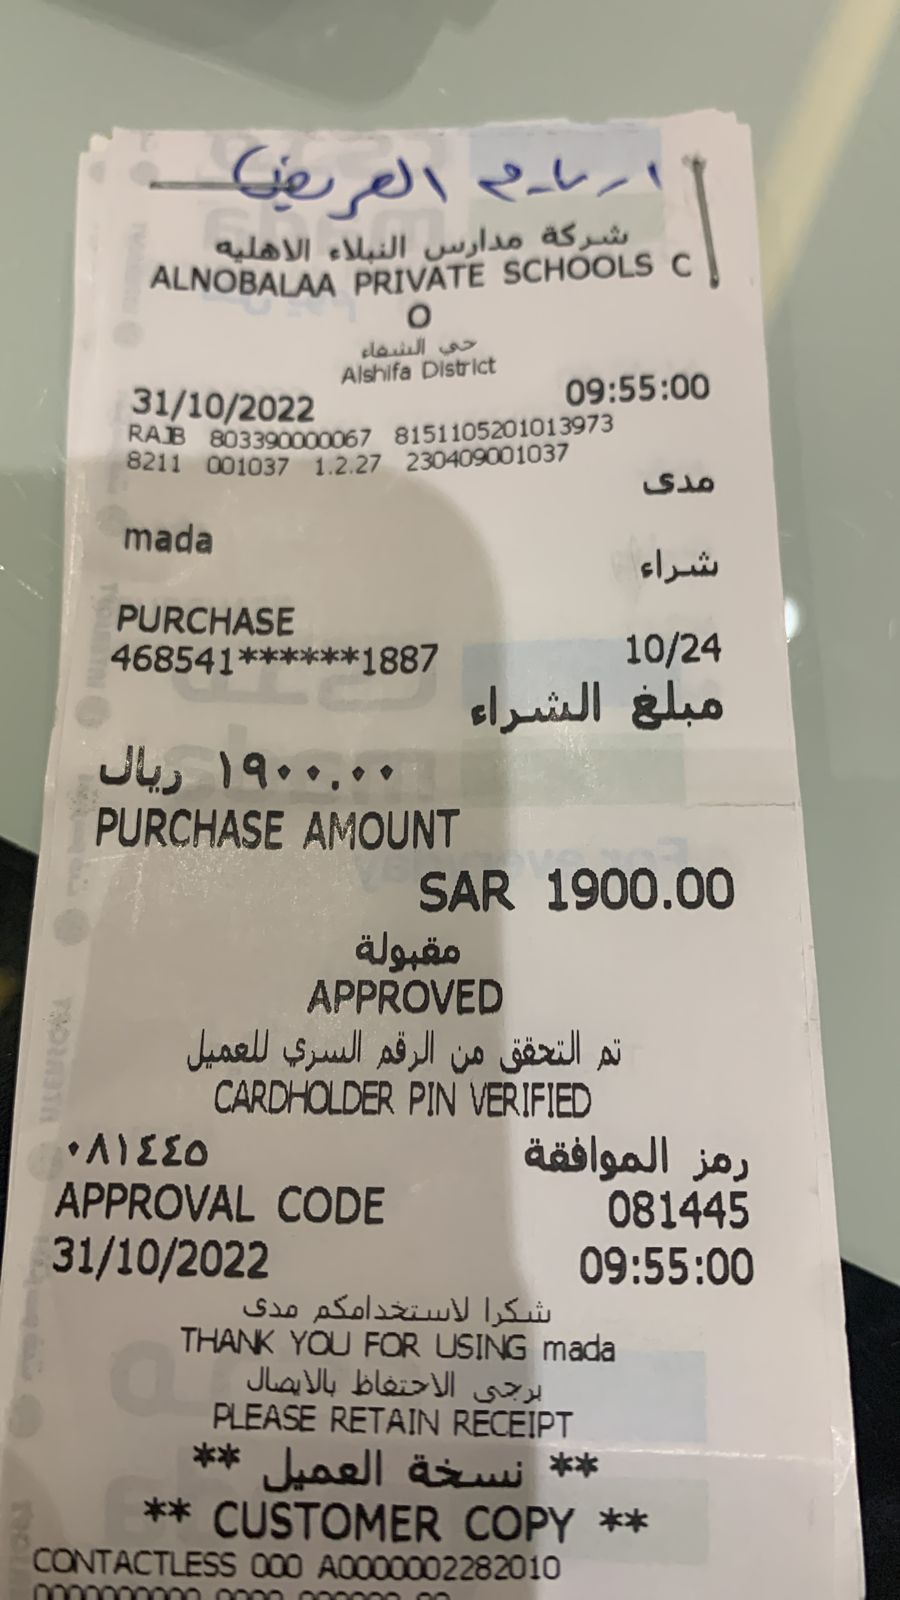 العريض
شركة مدارس النبلاء الاهليه
ALNOBALAA PRIVATE SCHOOLS C
O
حي الشفاء
Alshifa District
31/10/2022 09:55:00
RAJB 803390000067 8151105201013973
8211 001037 1.2.27 230409001037
مدى
mada
شراء
PURCHASE
468541******1887 10/24
مبلغ الشراء
١٩٠٠.٠٠ ريال
PURCHASE AMOUNT
SAR 1900.00
مقبولة
APPROVED
تم التحقق من الرقم السري للعميل
CARDHOLDER PIN VERIFIED
رمز الموافقة ٠٨١٤٤٥
APPROVAL CODE 081445
31/10/2022 09:55:00
شكرا لاستخدامكم مدى
THANK YOU FOR USING mada
يرجى الاحتفاظ بالايصال
PLEASE RETAIN RECEIPT
** نسخة العميل **
** CUSTOMER COPY **
CONTACTLESS 000 A0000002282010